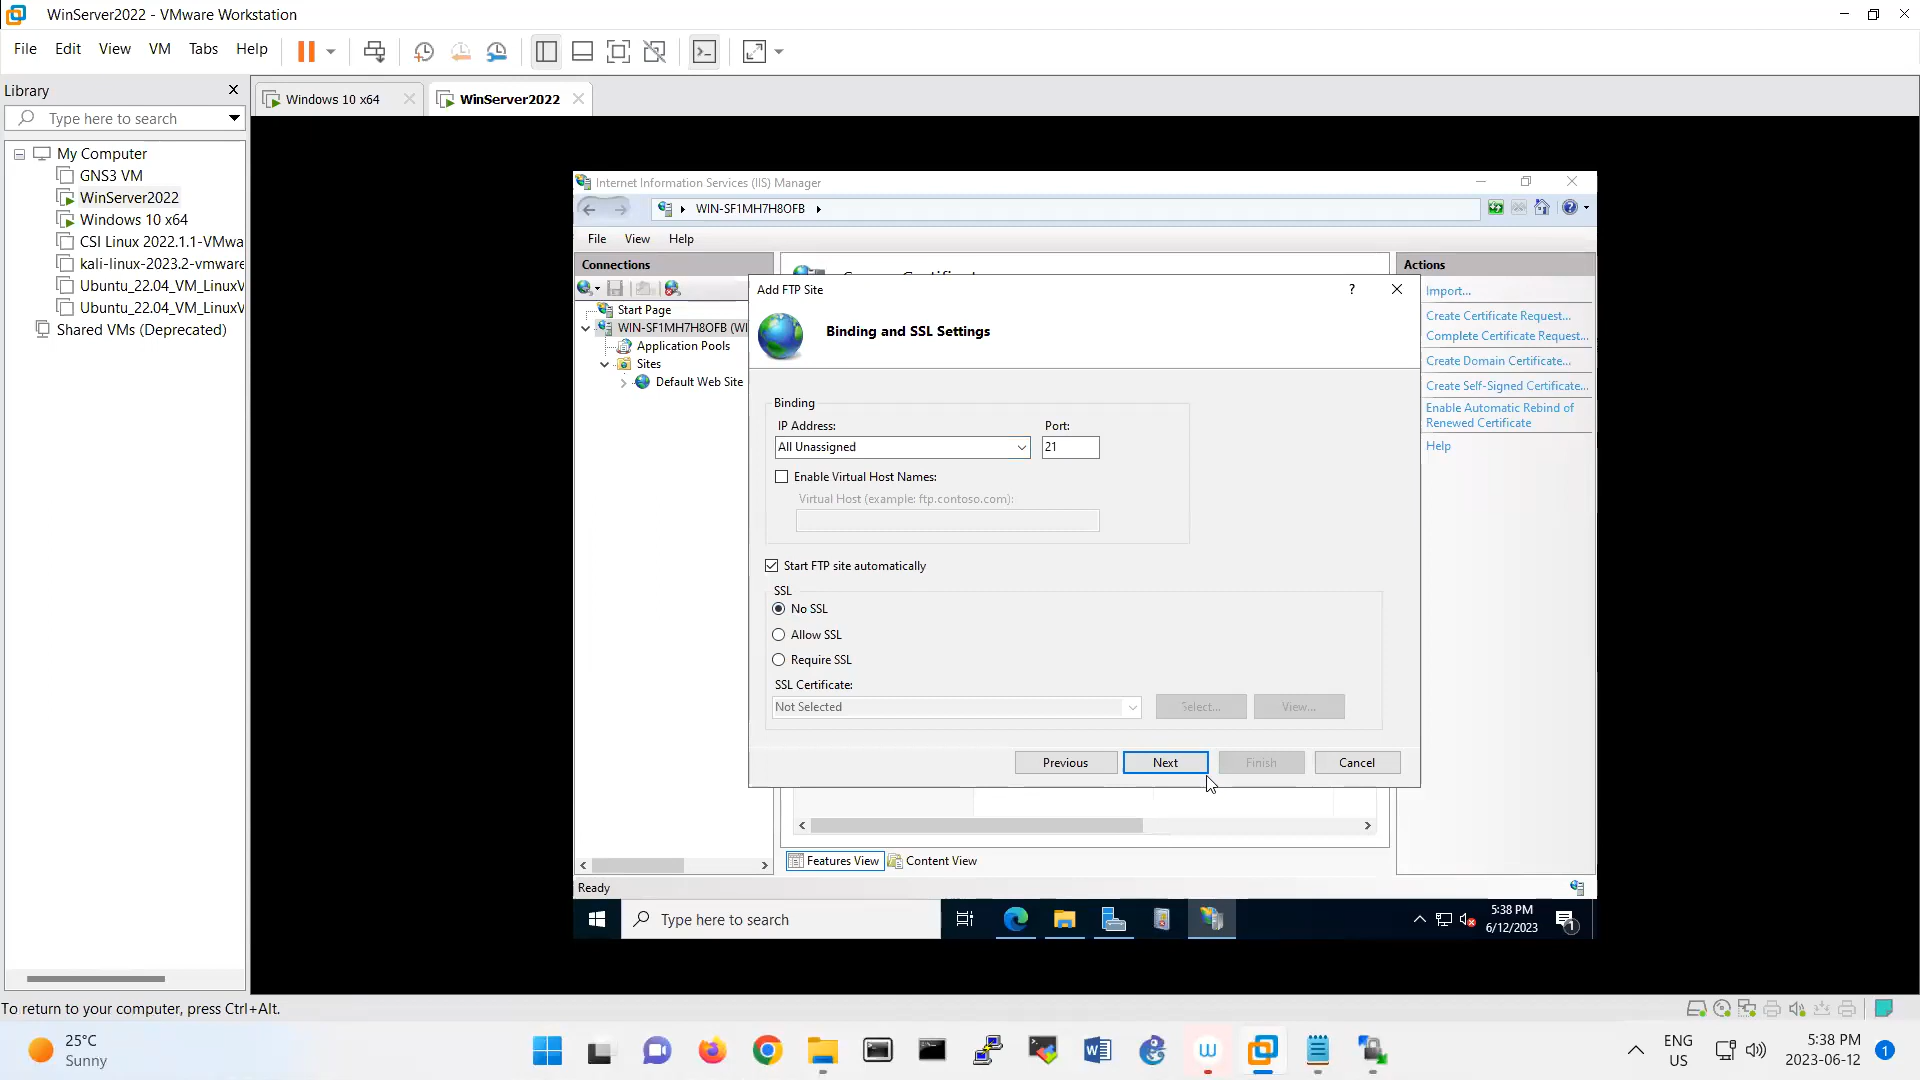 WinServer2022 - VMware Workstation
File Edit View VM Tabs Help
Library
Type here to search
My Computer
GNS3 VM
WinServer2022
Windows 10 x64
CSI Linux 2022.1.1-VMwa
kali-linux-2023.2-vmware
Ubuntu_22.04_VM_LinuxV
Ubuntu_22.04_VM_LinuxV
Shared VMs (Deprecated)
Windows 10 x64
WinServer2022
Internet Information Services (IIS) Manager
WIN-SF1MH7H8OFB
File View Help
Connections
Start Page
WIN-SF1MH7H8OFB (WI
Application Pools
Sites
Default Web Site
Add FTP Site
?
Binding and SSL Settings
Binding
IP Address:
Port:
All Unassigned
21
Enable Virtual Host Names:
Virtual Host (example: ftp.contoso.com):
Start FTP site automatically
SSL
No SSL
Allow SSL
Require SSL
SSL Certificate:
Not Selected
Select...
View...
Previous
Next
Finish
Cancel
Features View
Content View
Ready
Actions
Import...
Create Certificate Request...
Complete Certificate Request...
Create Domain Certificate...
Create Self-Signed Certificate...
Enable Automatic Rebind of
Renewed Certificate
Help
Type here to search
5:38 PM
6/12/2023
1
To return to your computer, press Ctrl+Alt.
25°C
Sunny
ENG
US
5:38 PM
2023-06-12
1